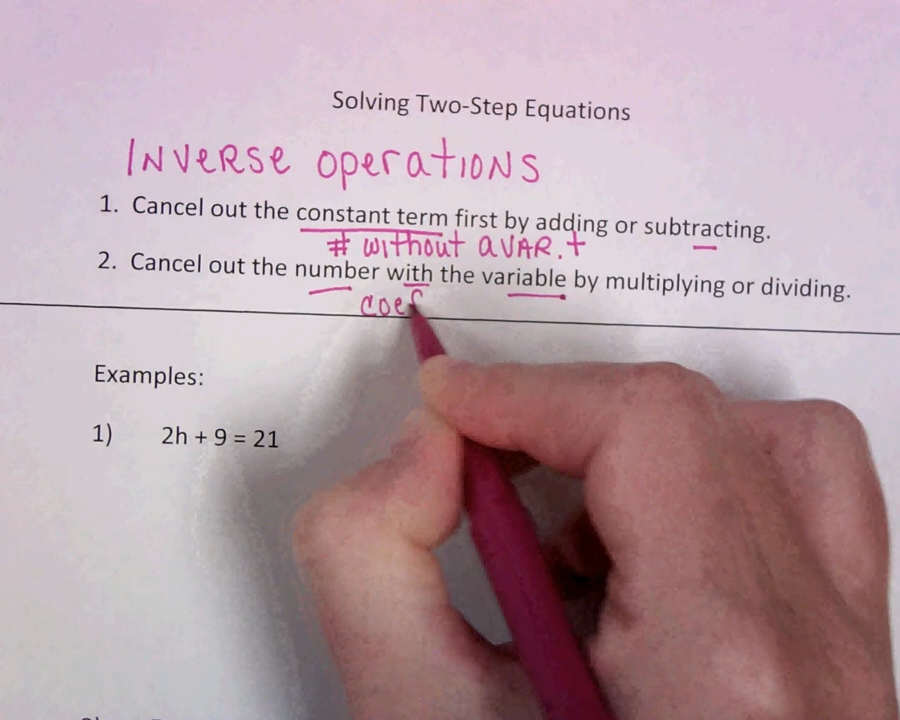 Solving Two-Step Equations
INVERSE operatIONS
1. Cancel out the constant term first by adding or subtracting.
# without a VAR. +
2. Cancel out the number with the variable by multiplying or dividing.
coef
Examples:
1) 2h + 9 = 21